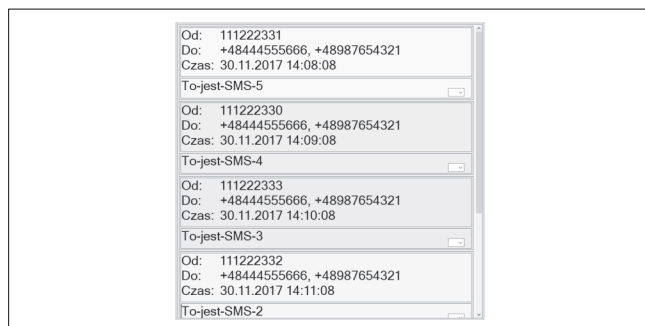 Od: 111222331
Do: +48444555666, +48987654321
Czas: 30.11.2017 14:08:08
To-jest-SMS-5
Od: 111222330
Do: +48444555666, +48987654321
Czas: 30.11.2017 14:09:08
To-jest-SMS-4
Od: 111222333
Do: +48444555666, +48987654321
Czas: 30.11.2017 14:10:08
To-jest-SMS-3
Od: 111222332
Do: +48444555666, +48987654321
Czas: 30.11.2017 14:11:08
To-jest-SMS-2